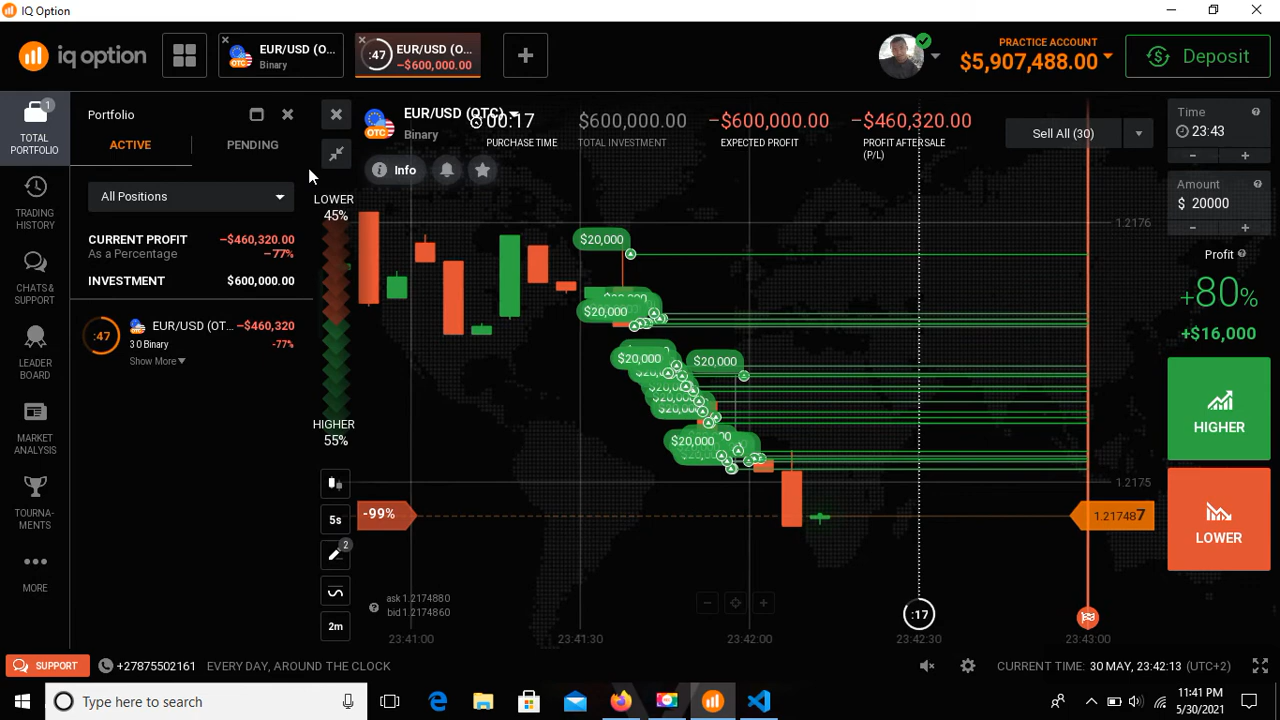 IQ Option
iq option
EUR/USD (O...
Binary
:47
EUR/USD (O...
−$600,000.00
PRACTICE ACCOUNT
$5,907,488.00
Deposit
1
TOTAL
PORTFOLIO
TRADING
HISTORY
CHATS &
SUPPORT
LEADER
BOARD
MARKET
ANALYSIS
TOURNA-
MENTS
MORE
Portfolio
ACTIVE
PENDING
All Positions
CURRENT PROFIT
−$460,320.00
As a Percentage
−77%
INVESTMENT
$600,000.00
:47
EUR/USD (OT...
−$460,320
30 Binary
-77%
Show More
OTC
EUR/USD (OTC)
Binary
00:17
PURCHASE TIME
$600,000.00
TOTAL INVESTMENT
−$600,000.00
EXPECTED PROFIT
−$460,320.00
PROFIT AFTER SALE
(P/L)
Sell All (30)
Info
LOWER
45%
HIGHER
55%
5s
2
2m
$20,000
$20,000
$20,000
$20,000
$20,000
$20,000
-99%
1.2176
1.2175
1.217487
ask 1.2174880
bid 1.2174860
:17
23:41:00
23:41:30
23:42:00
23:42:30
23:43:00
Time
23:43
Amount
$ 20000
Profit
+80%
+$16,000
HIGHER
LOWER
SUPPORT
+27875502161
EVERY DAY, AROUND THE CLOCK
CURRENT TIME: 30 MAY, 23:42:13 (UTC+2)
Type here to search
11:41 PM
5/30/2021